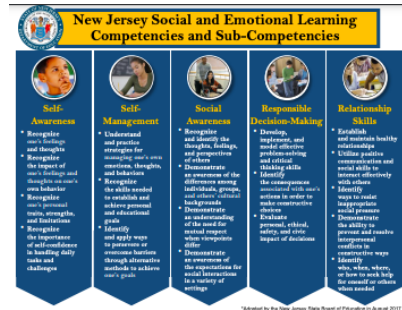 New Jersey Social and Emotional Learning
Competencies and Sub-Competencies
Self-
Awareness
• Recognize
one's feelings
and thoughts
• Recognize
the impact of
one's feelings and
thoughts on one's
own behavior
• Recognize
one's personal
traits, strengths,
and limitations
• Recognize
the importance
of self-confidence
in handling daily
tasks and
challenges
Self-
Management
• Understand
and practice
strategies for
managing one's own
emotions, thoughts,
and behaviors
• Recognize
the skills needed
to establish and
achieve personal
and educational
goals
• Identify
and apply ways
to persevere or
overcome barriers
through alternative
methods to achieve
one's goals
Social
Awareness
• Recognize
and identify the
thoughts, feelings,
and perspectives
of others
• Demonstrate
an awareness of the
differences among
individuals, groups,
and others' cultural
backgrounds
• Demonstrate
an understanding
of the need for
mutual respect
when viewpoints
differ
• Demonstrate
an awareness of
the expectations for
social interactions
in a variety of
settings
Responsible
Decision-Making
• Develop,
implement, and
model effective
problem-solving
and critical
thinking skills
• Identify
the consequences
associated with one's
actions in order to
make constructive
choices
• Evaluate
personal, ethical,
safety, and civic
impact of decisions
Relationship
Skills
• Establish
and maintain healthy
relationships
• Utilize positive
communication and
social skills to
interact effectively
with others
• Identify
ways to resist
inappropriate
social pressure
• Demonstrate
the ability to
prevent and resolve
interpersonal
conflicts in
constructive ways
• Identify
who, when, where,
or how to seek help
for oneself or others
when needed
*Adopted by the New Jersey State Board of Education in August 2017